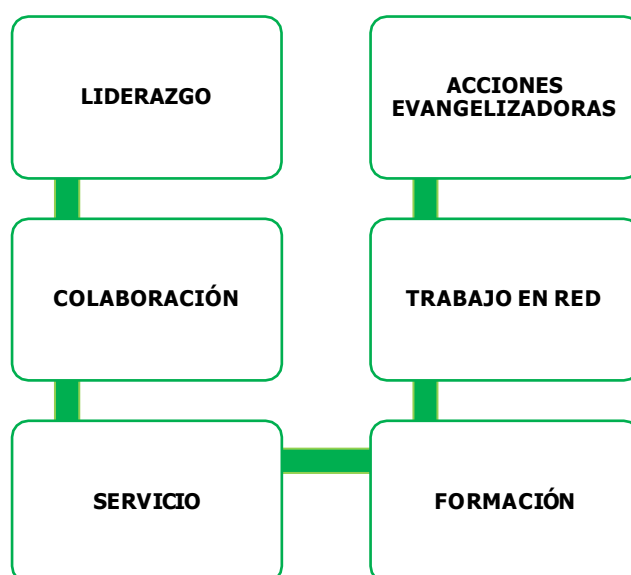 LIDERAZGO
COLABORACIÓN
SERVICIO
FORMACIÓN
TRABAJO EN RED
ACCIONES
EVANGELIZADORAS